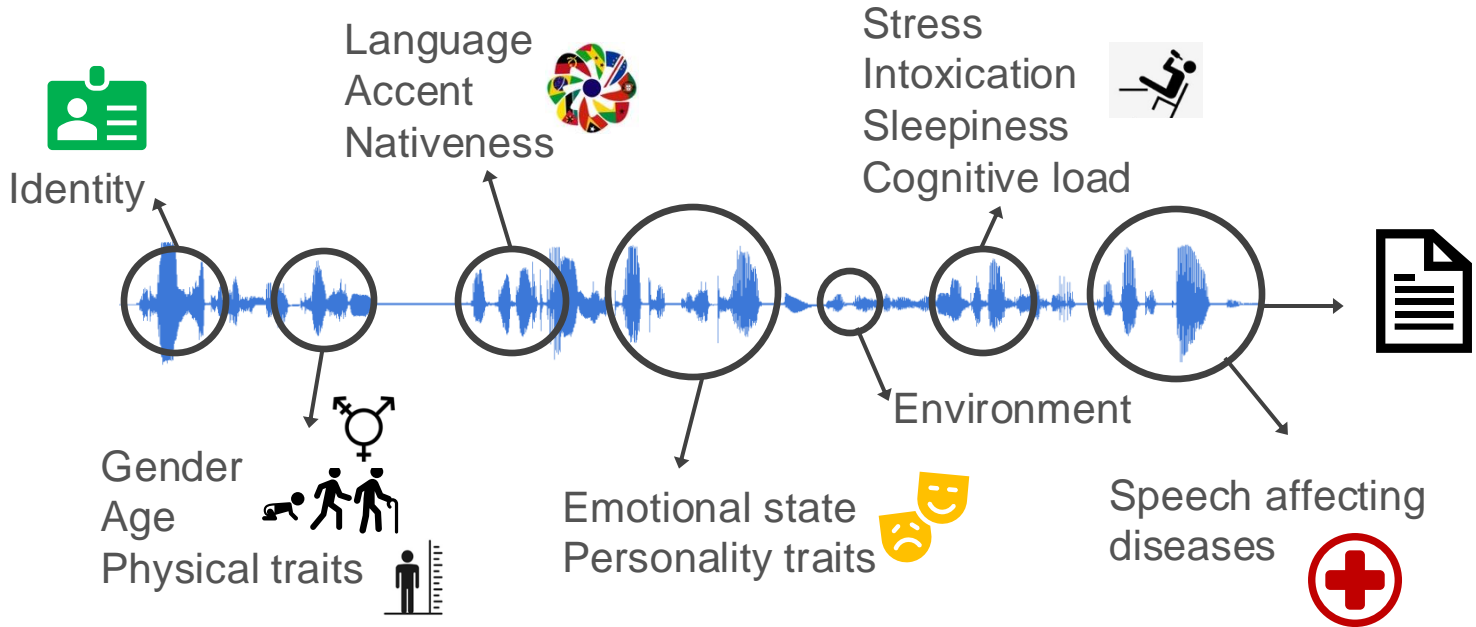 Identity
Language
Accent
Nativeness
Stress
Intoxication
Sleepiness
Cognitive load
Gender
Age
Physical traits
Emotional state
Personality traits
Environment
Speech affecting
diseases